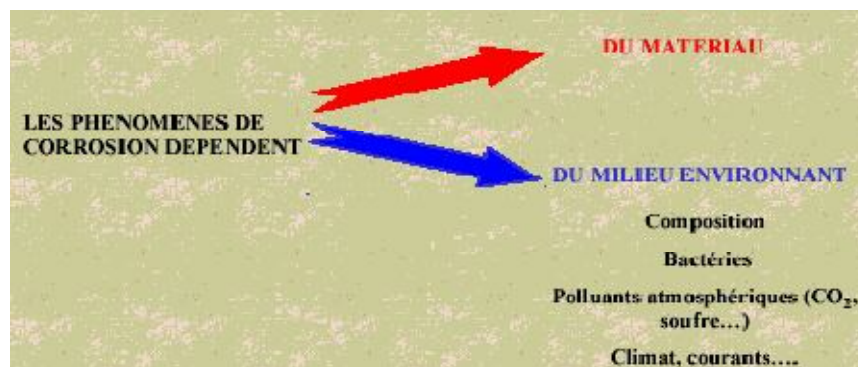 DU MATERIAU
LES PHENOMENES DE
CORROSION DEPENDENT
DU MILIEU ENVIRONNANT
Composition
Bactéries
Polluants atmosphériques (CO₂,
soufre…)
Climat, courants….